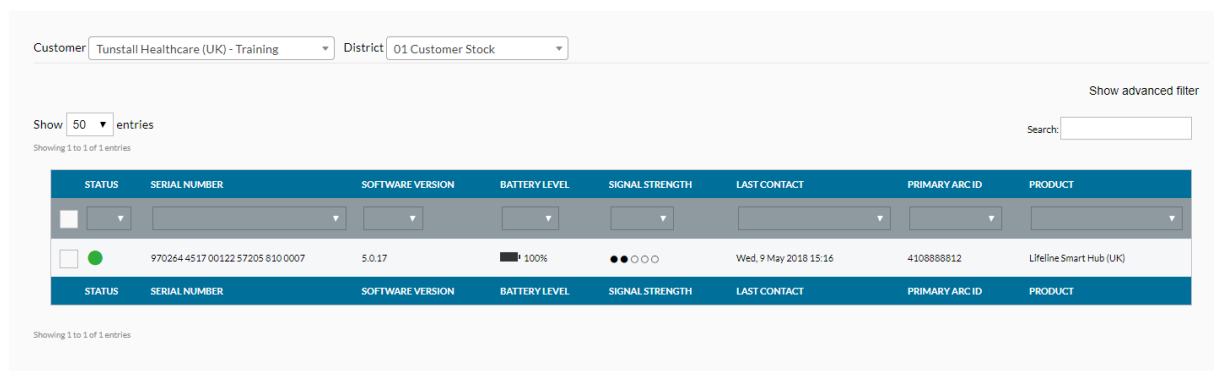 Customer Tunstall Healthcare (UK) - Training District 01 Customer Stock
Show advanced filter
Show 50 entries
Search:
Showing 1 to 1 of 1 entries
STATUS SERIAL NUMBER SOFTWARE VERSION BATTERY LEVEL SIGNAL STRENGTH LAST CONTACT PRIMARY ARC ID PRODUCT
970264 4517 00122 57205 810 0007 5.0.17 100% Wed, 9 May 2018 15:16 4108888812 Lifeline Smart Hub (UK)
STATUS SERIAL NUMBER SOFTWARE VERSION BATTERY LEVEL SIGNAL STRENGTH LAST CONTACT PRIMARY ARC ID PRODUCT
Showing 1 to 1 of 1 entries